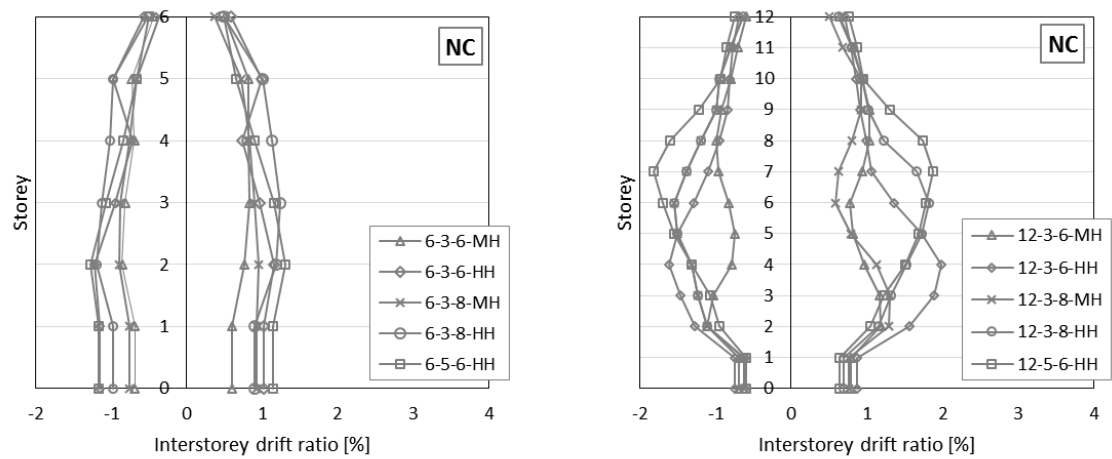 NC
6
5
4
3
2
1
0
Storey
6-3-6-MH
6-3-6-HH
6-3-8-MH
6-3-8-HH
6-5-6-HH
-2 -1 0 1 2 3 4
Interstorey drift ratio [%]
NC
12
11
10
9
8
7
6
5
4
3
2
1
0
Storey
12-3-6-MH
12-3-6-HH
12-3-8-MH
12-3-8-HH
12-5-6-HH
-2 -1 0 1 2 3 4
Interstorey drift ratio [%]